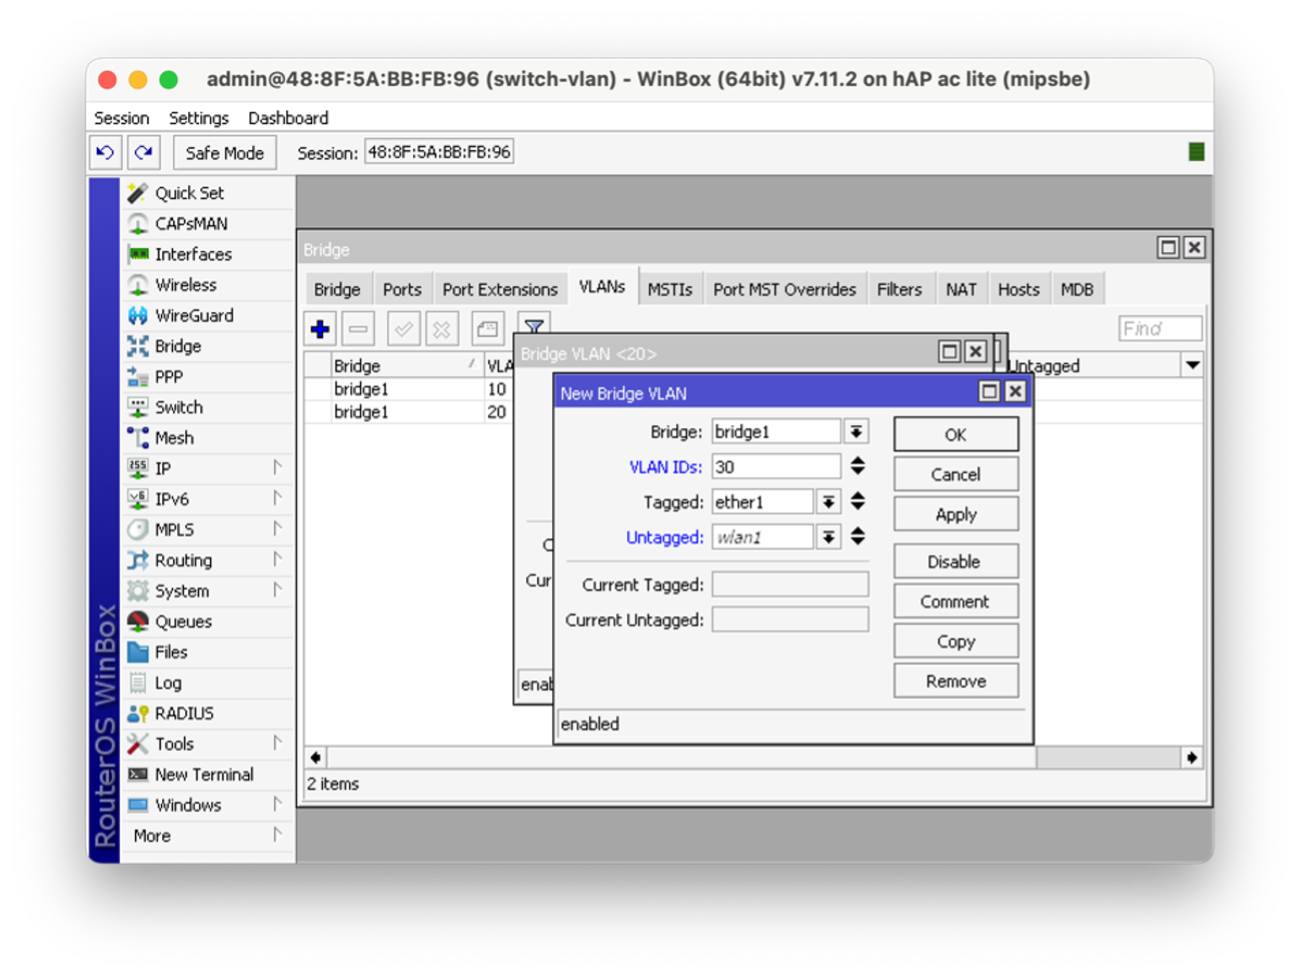 admin@48:8F:5A:BB:FB:96 (switch-vlan) - WinBox (64bit) v7.11.2 on hAP ac lite (mipsbe)
Session Settings Dashboard
Safe Mode Session: 48:8F:5A:BB:FB:96
RouterOS WinBox
Quick Set
CAPsMAN
Interfaces
Wireless
WireGuard
Bridge
PPP
Switch
Mesh
IP
IPv6
MPLS
Routing
System
Queues
Files
Log
RADIUS
Tools
New Terminal
Windows
More
Bridge
Bridge Ports Port Extensions VLANs MSTIs Port MST Overrides Filters NAT Hosts MDB
Find
Bridge VLA Untagged
bridge1 10
bridge1 20
2 items
Bridge VLAN <20>
C
Cur
enab
New Bridge VLAN
Bridge: bridge1
VLAN IDs: 30
Tagged: ether1
Untagged: wlan1
Current Tagged:
Current Untagged:
OK
Cancel
Apply
Disable
Comment
Copy
Remove
enabled